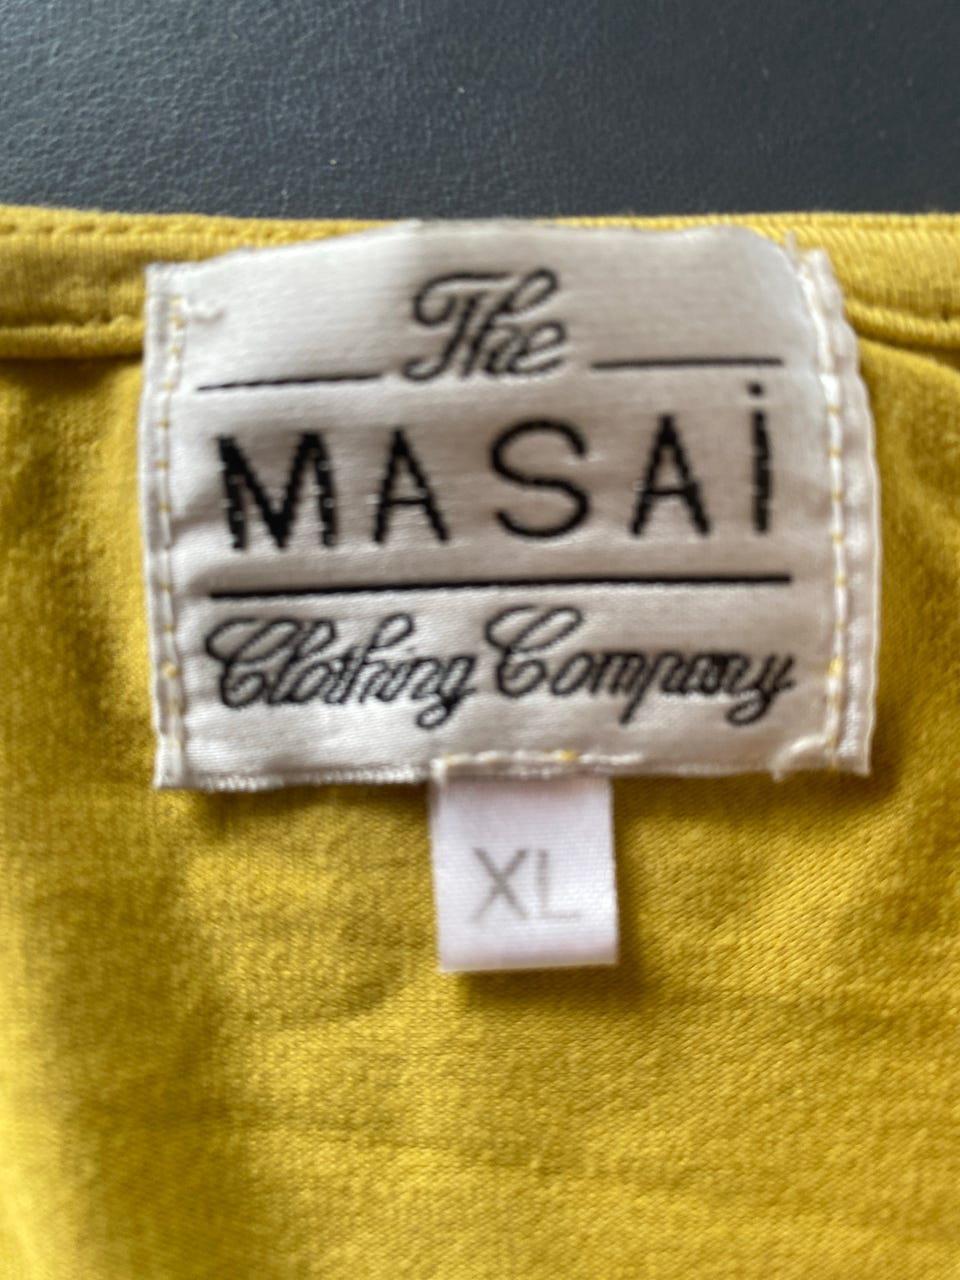 The
MASAi
Clothing Company
XL